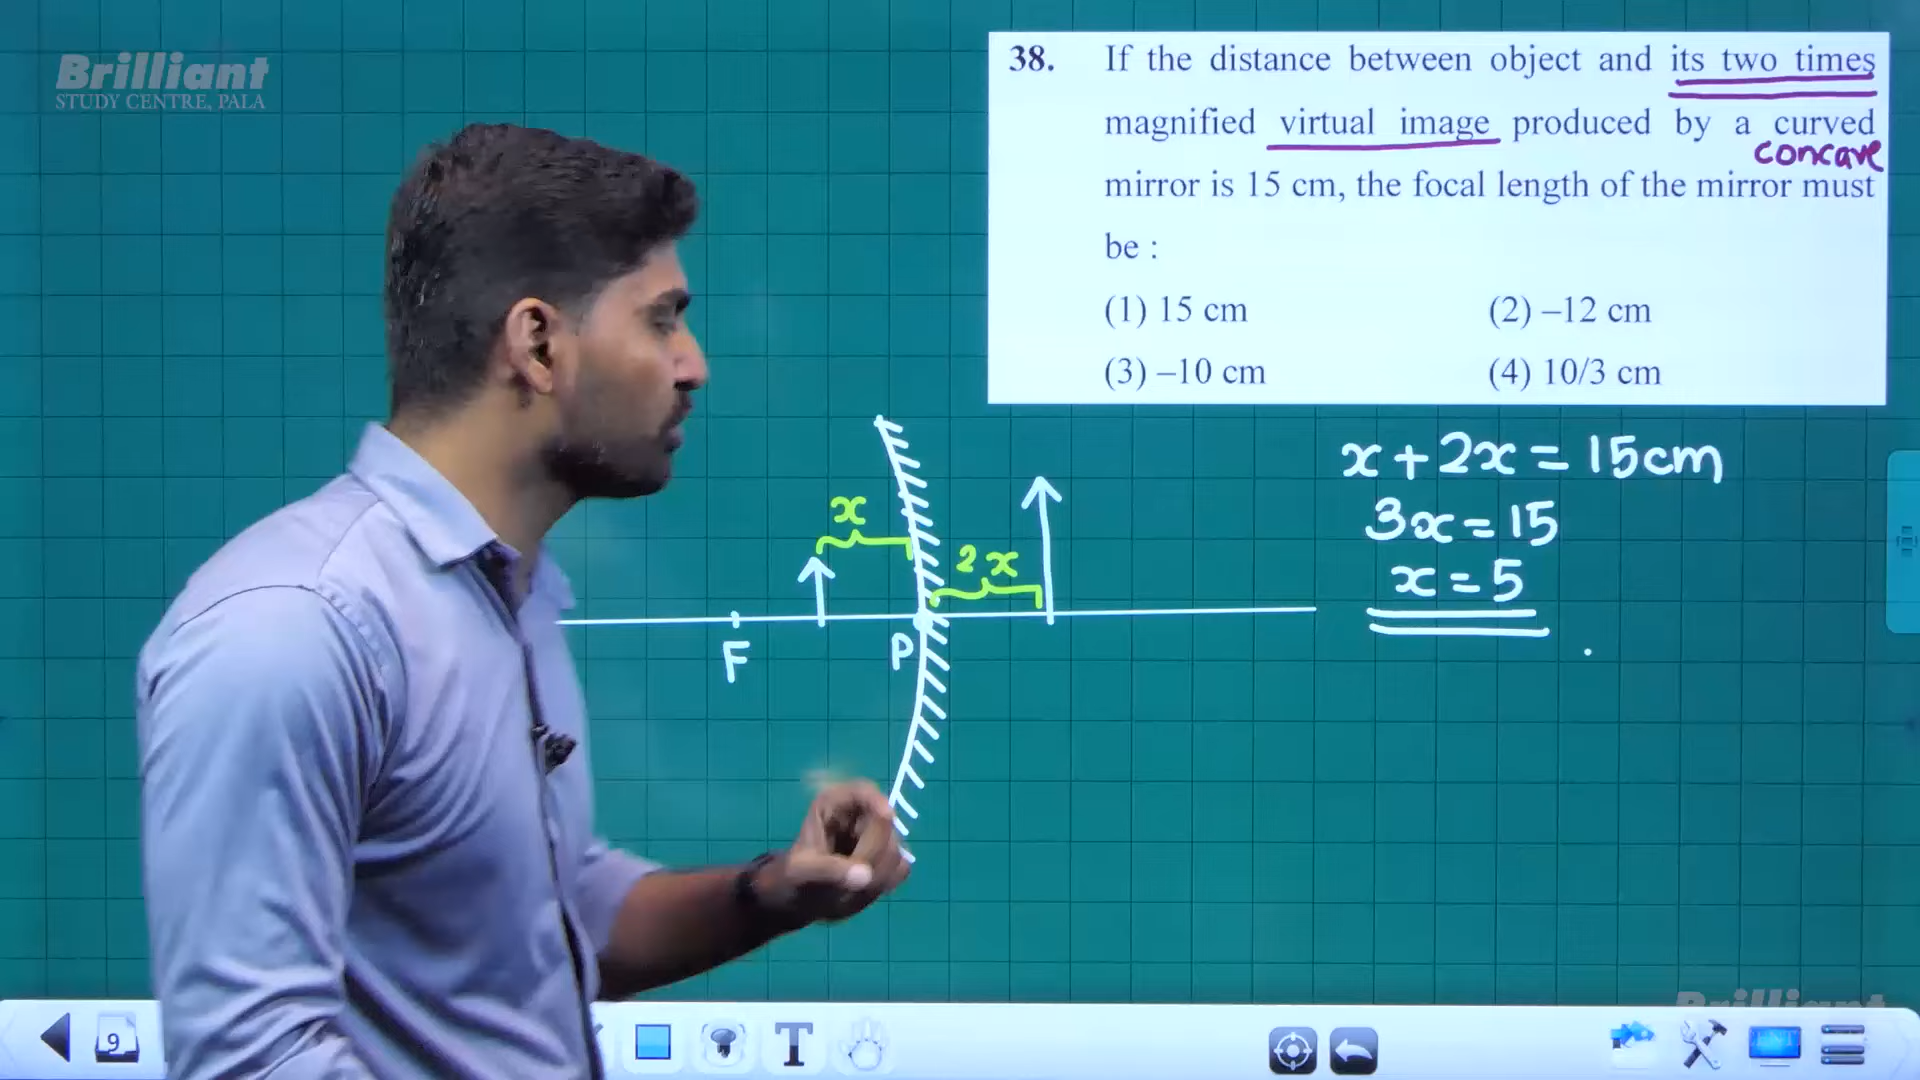 Brilliant
STUDY CENTRE, PALA
38. If the distance between object and its two times
magnified virtual image produced by a curved
concave
mirror is 15 cm, the focal length of the mirror must
be :
(1) 15 cm (2) –12 cm
(3) –10 cm (4) 10/3 cm
x + 2x = 15cm
3x = 15
x = 5
x
2x
F P
9
T
Brilliant